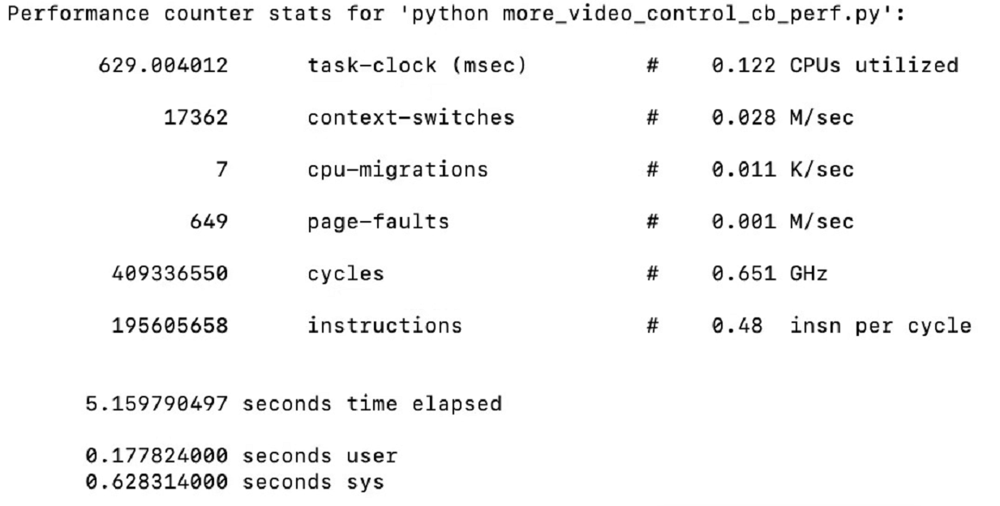 Performance counter stats for 'python more_video_control_cb_perf.py':
629.004012 task-clock (msec) # 0.122 CPUs utilized
17362 context-switches # 0.028 M/sec
7 cpu-migrations # 0.011 K/sec
649 page-faults # 0.001 M/sec
409336550 cycles # 0.651 GHz
195605658 instructions # 0.48 insn per cycle
5.159790497 seconds time elapsed
0.177824000 seconds user
0.628314000 seconds sys